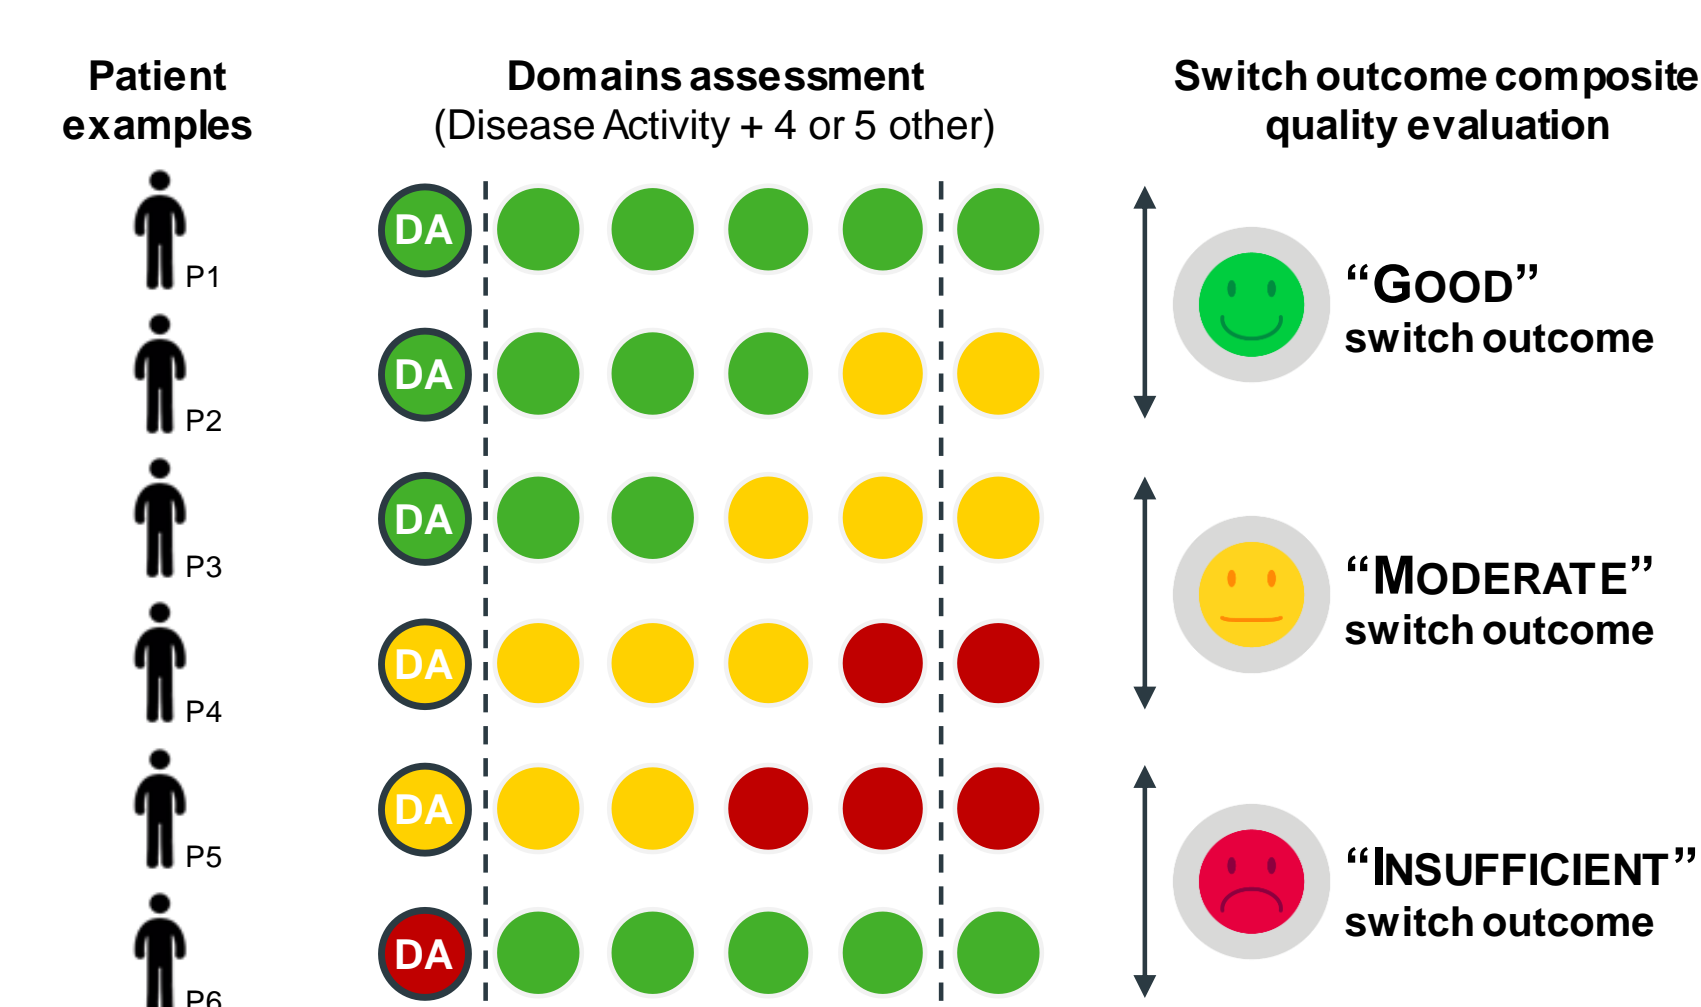 Patient
examples
Domains assessment
(Disease Activity + 4 or 5 other)
Switch outcome composite
quality evaluation
P1
DA
“GOOD”
switch outcome
P2
DA
P3
DA
“MODERATE”
switch outcome
P4
DA
P5
DA
“INSUFFICIENT”
switch outcome
P6
DA